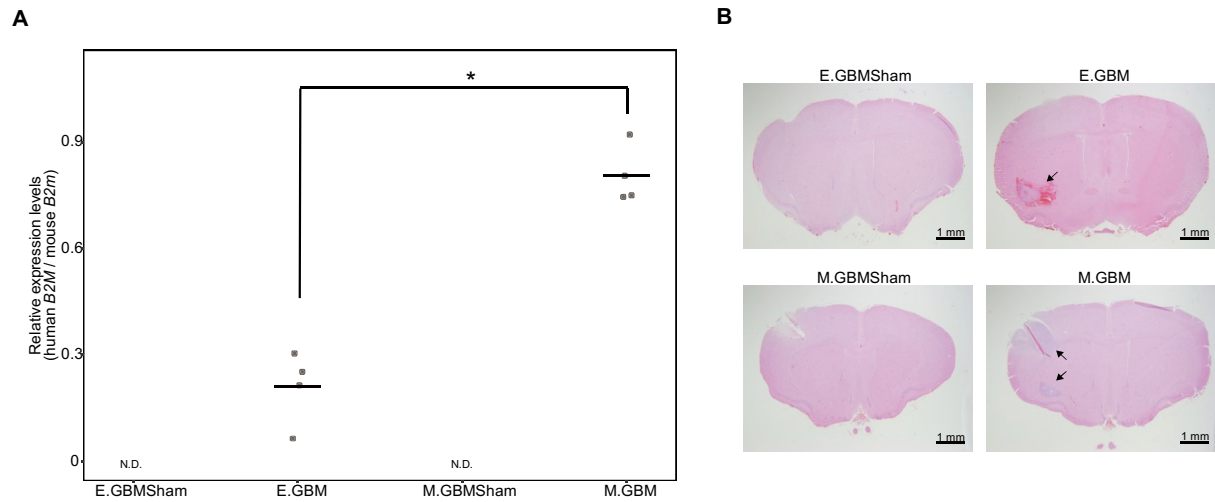 A
Relative expression levels
(human B2M / mouse B2m)
0.9
0.6
0.3
0
N.D.
N.D.
*
E.GBMSham
E.GBM
M.GBMSham
M.GBM
B
E.GBMSham
E.GBM
1 mm
1 mm
M.GBMSham
M.GBM
1 mm
1 mm